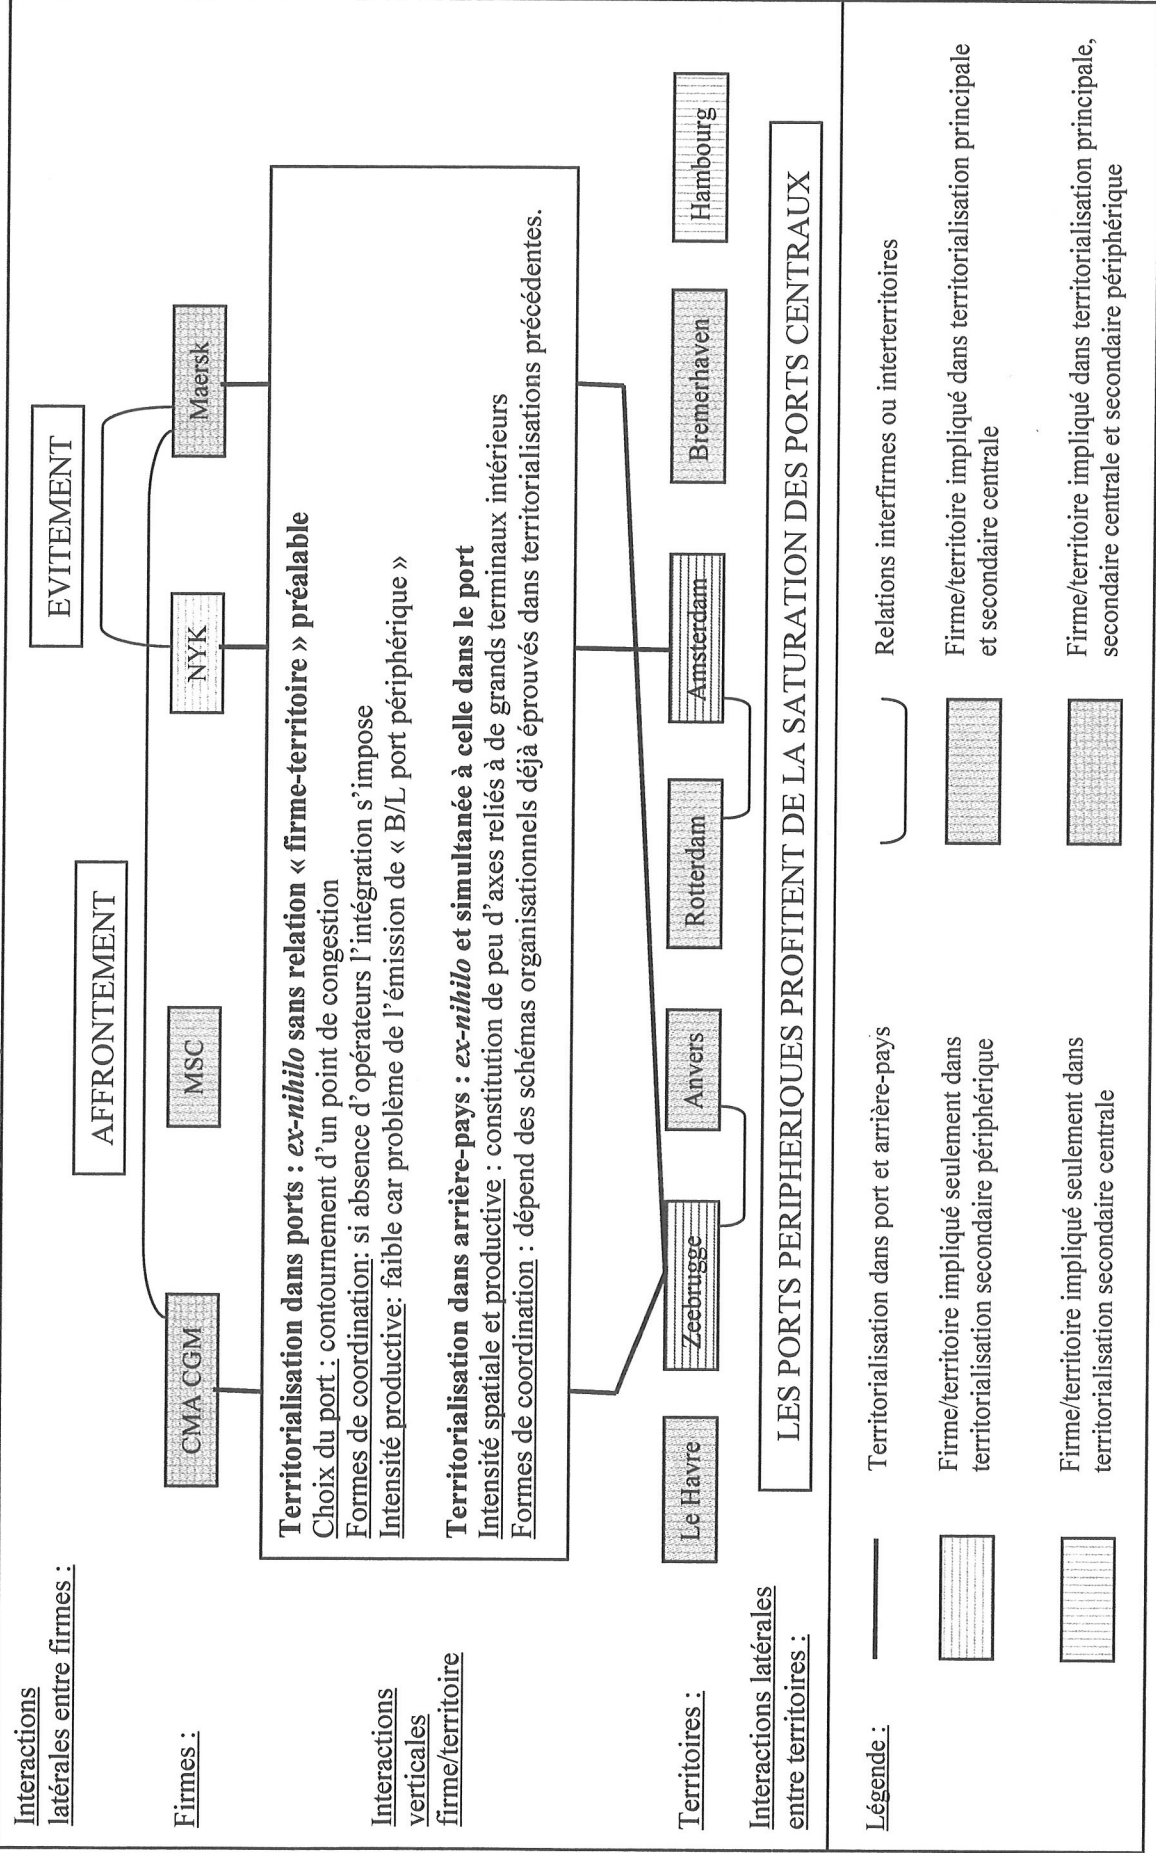 Interactions
latérales entre firmes :
AFFRONTEMENT
EVITEMENT
Firmes :
CMA CGM
MSC
NYK
Maersk
Interactions
verticales
firme/territoire
Territorialisation dans ports : ex-nihilo sans relation « firme-territoire » préalable
Choix du port : contournement d'un point de congestion
Formes de coordination: si absence d'opérateurs l'intégration s'impose
Intensité productive: faible car problème de l'émission de « B/L port périphérique »
Territorialisation dans arrière-pays : ex-nihilo et simultanée à celle dans le port
Intensité spatiale et productive : constitution de peu d'axes reliés à de grands terminaux intérieurs
Formes de coordination : dépend des schémas organisationnels déjà éprouvés dans territorialisations précédentes.
Territoires :
Le Havre
Zeebrugge
Anvers
Rotterdam
Amsterdam
Bremerhaven
Hambourg
Interactions latérales
entre territoires :
LES PORTS PERIPHERIQUES PROFITENT DE LA SATURATION DES PORTS CENTRAUX
Légende :
Territorialisation dans port et arrière-pays
Relations interfirmes ou interterritoires
Firme/territoire impliqué seulement dans
territorialisation secondaire périphérique
Firme/territoire impliqué dans territorialisation principale
et secondaire centrale
Firme/territoire impliqué seulement dans
territorialisation secondaire centrale
Firme/territoire impliqué dans territorialisation principale,
secondaire centrale et secondaire périphérique